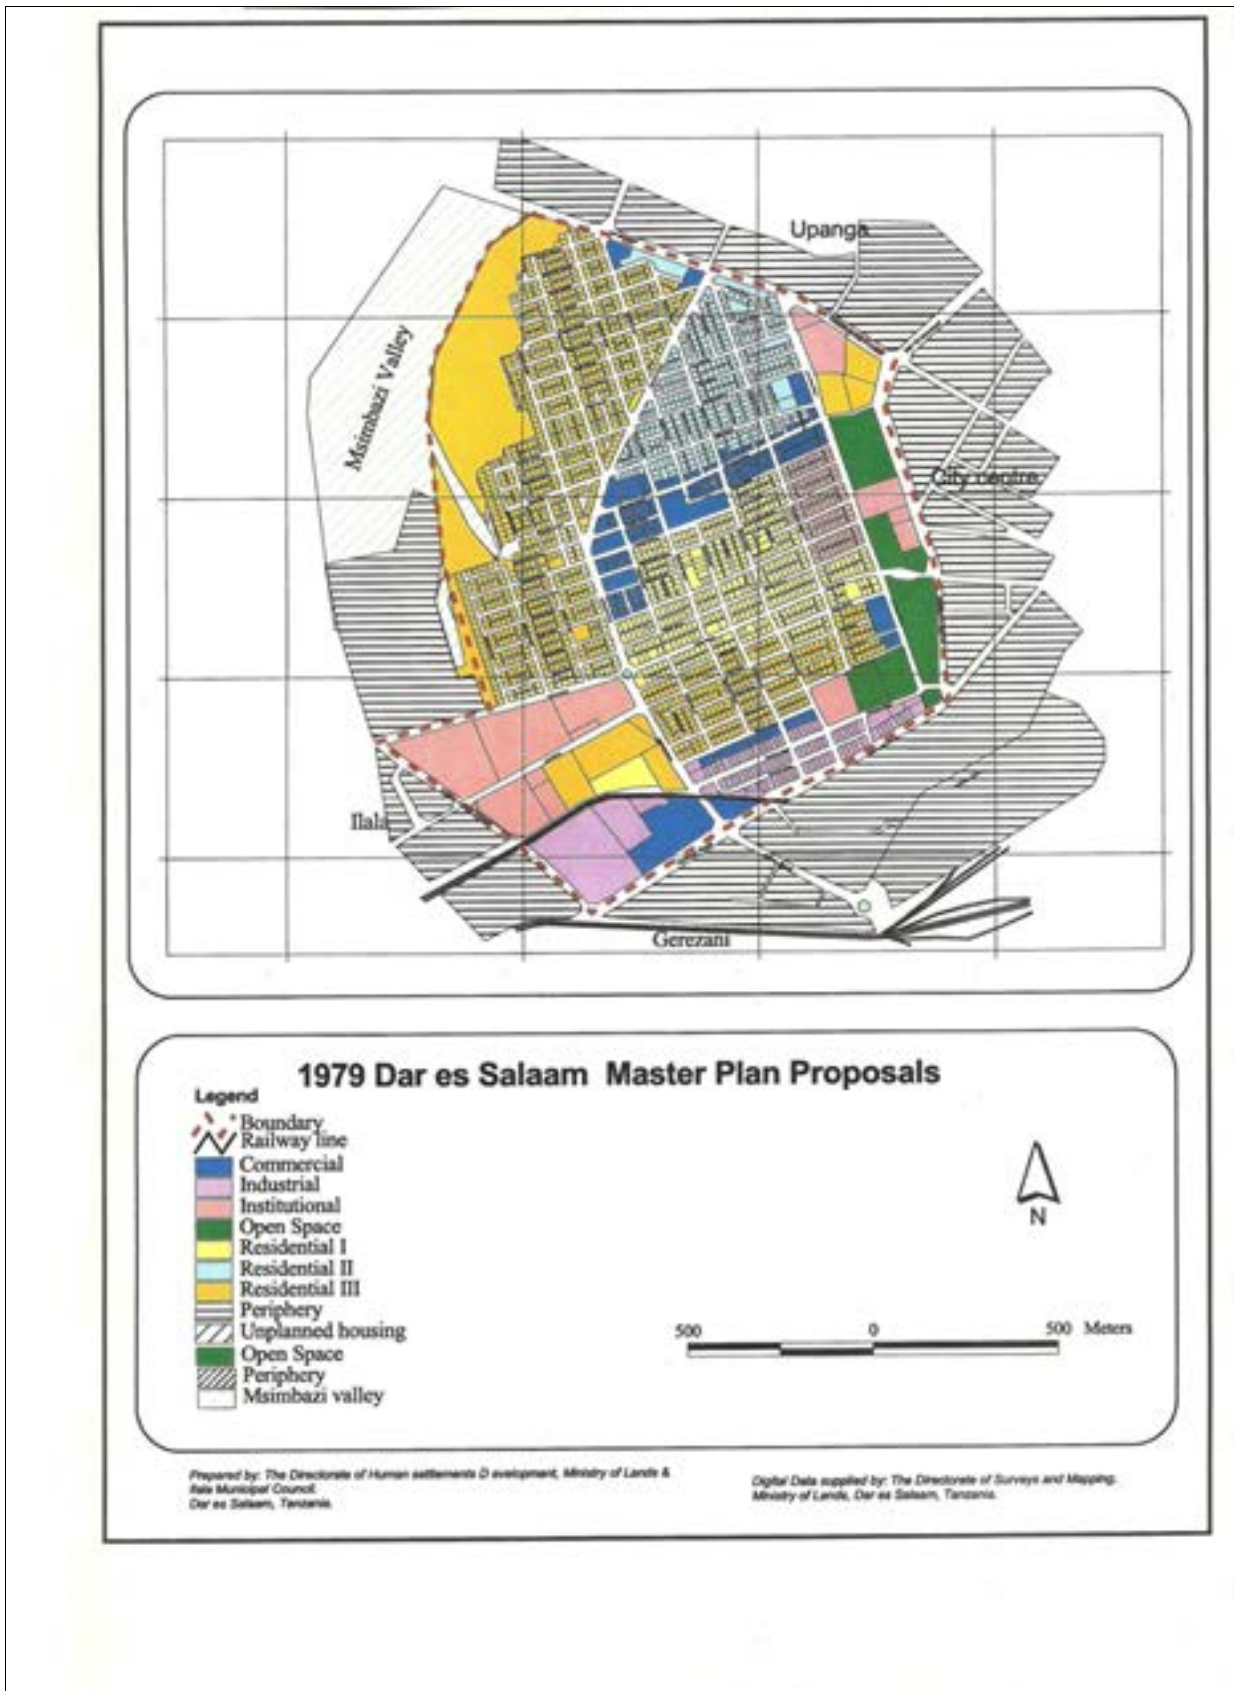 Upanga
Msimbazi Valley
City centre
Ilala
Gerezani
1979 Dar es Salaam Master Plan Proposals
Legend
Boundary
Railway line
Commercial
Industrial
Institutional
Open Space
Residential I
Residential II
Residential III
Periphery
Unplanned housing
Open Space
Periphery
Msimbazi valley
N
500 0 500 Meters
Prepared by: The Directorate of Human settlements D evelopment, Ministry of Lands &
Ilala Municipal Council.
Dar es Salaam, Tanzania.
Digital Data supplied by: The Directorate of Surveys and Mapping.
Ministry of Lands, Dar es Salaam, Tanzania.